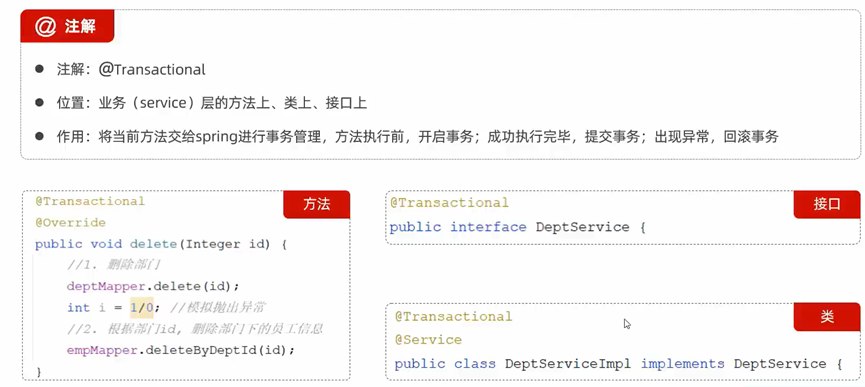 @ 注解
● 注解：@Transactional
● 位置：业务（service）层的方法上、类上、接口上
● 作用：将当前方法交给spring进行事务管理，方法执行前，开启事务；成功执行完毕，提交事务；出现异常，回滚事务
方法
@Transactional
@Override
public void delete(Integer id) {
//1. 删除部门
deptMapper.delete(id);
int i = 1/0; //模拟抛出异常
//2. 根据部门id, 删除部门下的员工信息
empMapper.deleteByDeptId(id);
}
接口
@Transactional
public interface DeptService {
类
@Transactional
@Service
public class DeptServiceImpl implements DeptService {